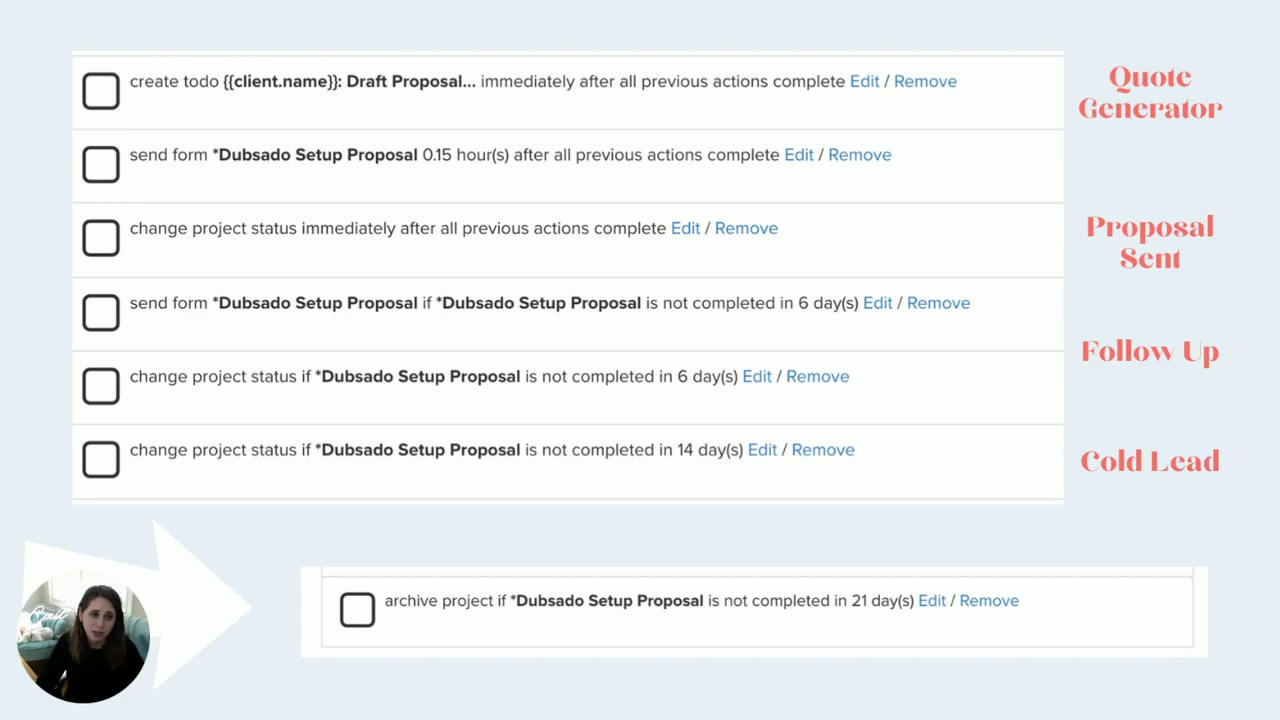 create todo {{client.name}}: Draft Proposal... immediately after all previous actions complete Edit / Remove
Quote
Generator
send form *Dubsado Setup Proposal 0.15 hour(s) after all previous actions complete Edit / Remove
change project status immediately after all previous actions complete Edit / Remove
Proposal
Sent
send form *Dubsado Setup Proposal if *Dubsado Setup Proposal is not completed in 6 day(s) Edit / Remove
Follow Up
change project status if *Dubsado Setup Proposal is not completed in 6 day(s) Edit / Remove
change project status if *Dubsado Setup Proposal is not completed in 14 day(s) Edit / Remove
Cold Lead
archive project if *Dubsado Setup Proposal is not completed in 21 day(s) Edit / Remove